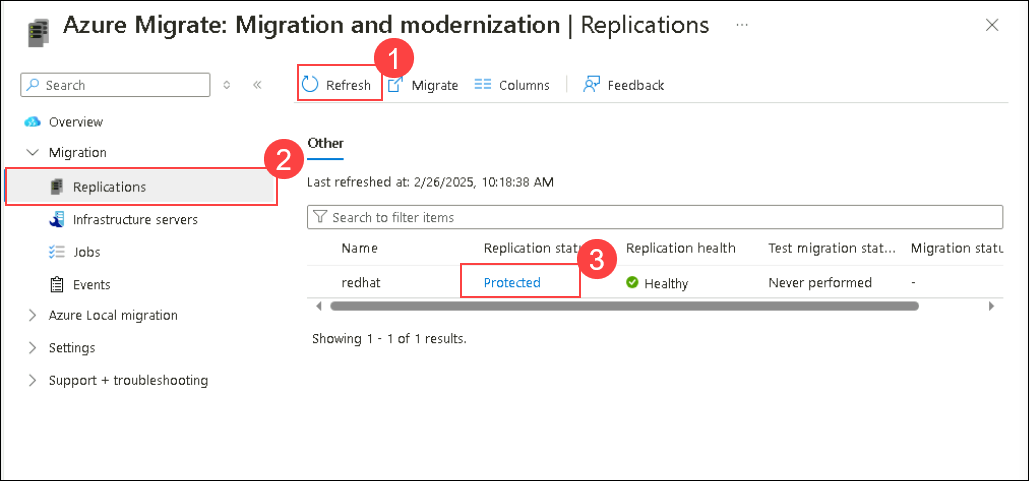 Azure Migrate: Migration and modernization | Replications ...
1
Search
Refresh Migrate Columns Feedback
Overview
Migration
2
Replications
Infrastructure servers
Jobs
Events
Azure Local migration
Settings
Support + troubleshooting
Other
Last refreshed at: 2/26/2025, 10:18:38 AM
Search to filter items
Name Replication statu Replication health Test migration stat... Migration statu
3
redhat Protected Healthy Never performed -
Showing 1 - 1 of 1 results.